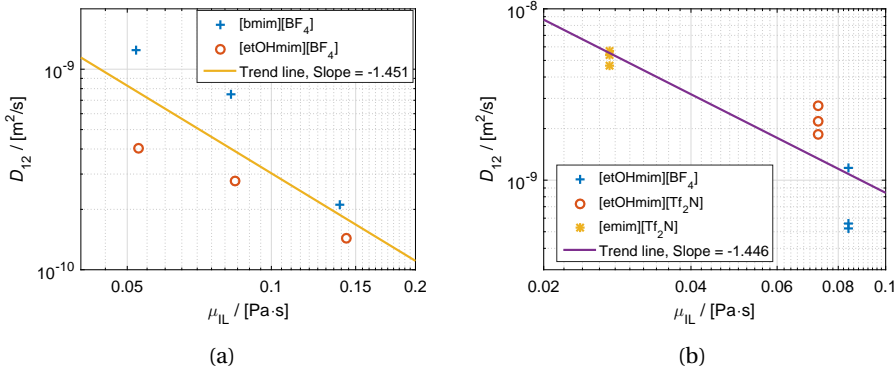 [bmim][BF4]
[etOHmim][BF4]
Trend line, Slope = -1.451
10-9
10-10
D12 / [m2/s]
0.05
0.1
0.15
0.2
μIL / [Pa·s]
(a)
10-8
10-9
D12 / [m2/s]
[etOHmim][BF4]
[etOHmim][Tf2N]
[emim][Tf2N]
Trend line, Slope = -1.446
0.02
0.04
0.06
0.08
0.1
μIL / [Pa·s]
(b)